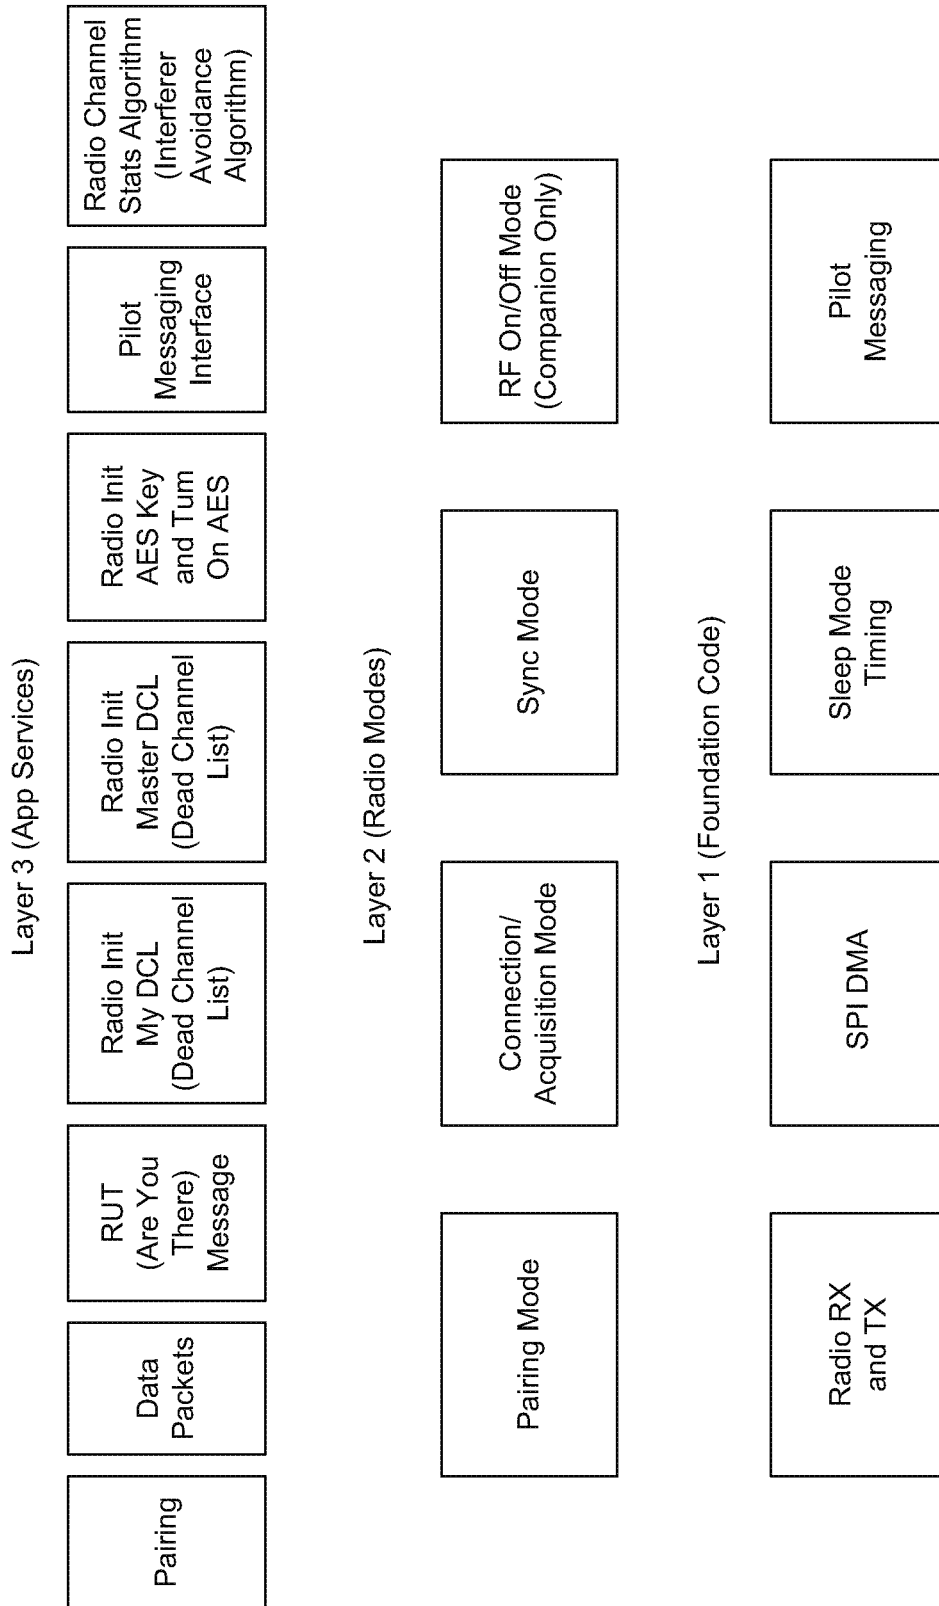 Layer 3 (App Services)
Pairing
Data
Packets
RUT
(Are You
There)
Message
Radio Init
My DCL
(Dead Channel
List)
Radio Init
Master DCL
(Dead Channel
List)
Radio Init
AES Key
and Tum
On AES
Pilot
Messaging
Interface
Radio Channel
Stats Algorithm
(Interferer
Avoidance
Algorithm)
Layer 2 (Radio Modes)
Pairing Mode
Connection/
Acquisition Mode
Sync Mode
RF On/Off Mode
(Companion Only)
Layer 1 (Foundation Code)
Radio RX
and TX
SPI DMA
Sleep Mode
Timing
Pilot
Messaging